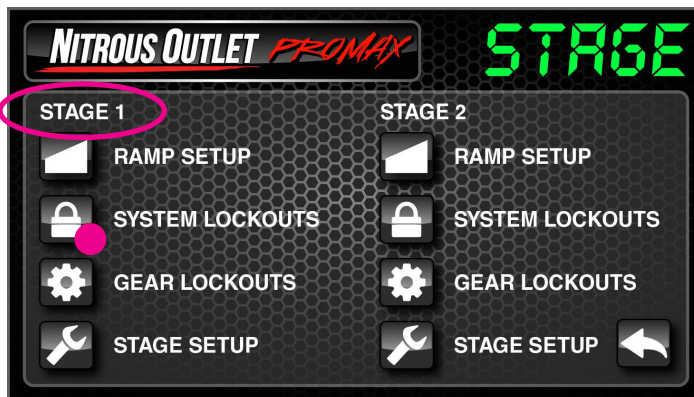 NITROUS OUTLET PROMAX
STAGE
STAGE 1
RAMP SETUP
SYSTEM LOCKOUTS
GEAR LOCKOUTS
STAGE SETUP
STAGE 2
RAMP SETUP
SYSTEM LOCKOUTS
GEAR LOCKOUTS
STAGE SETUP